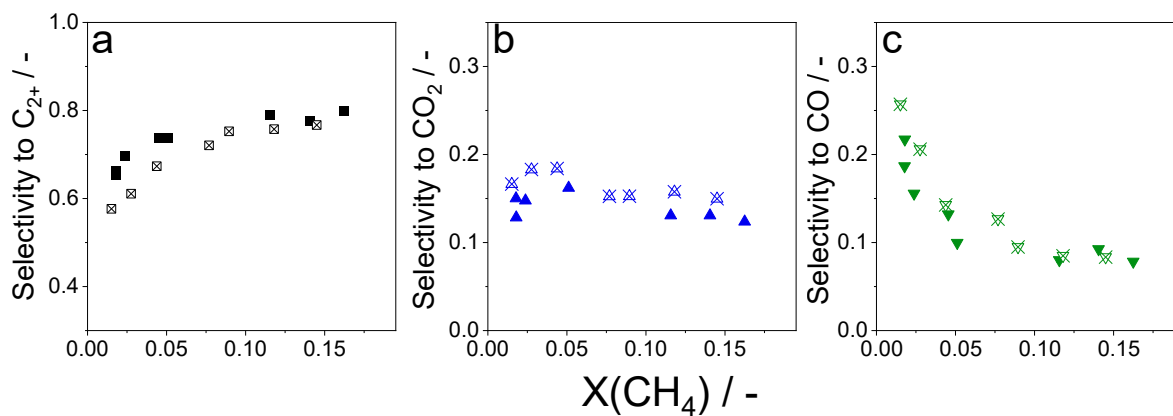 a
Selectivity to C₂₊ / -
1.0
0.8
0.6
0.4
0.00 0.05 0.10 0.15
b
Selectivity to CO₂ / -
0.3
0.2
0.1
0.0
0.00 0.05 0.10 0.15
c
Selectivity to CO / -
0.3
0.2
0.1
0.0
0.00 0.05 0.10 0.15
X(CH₄) / -